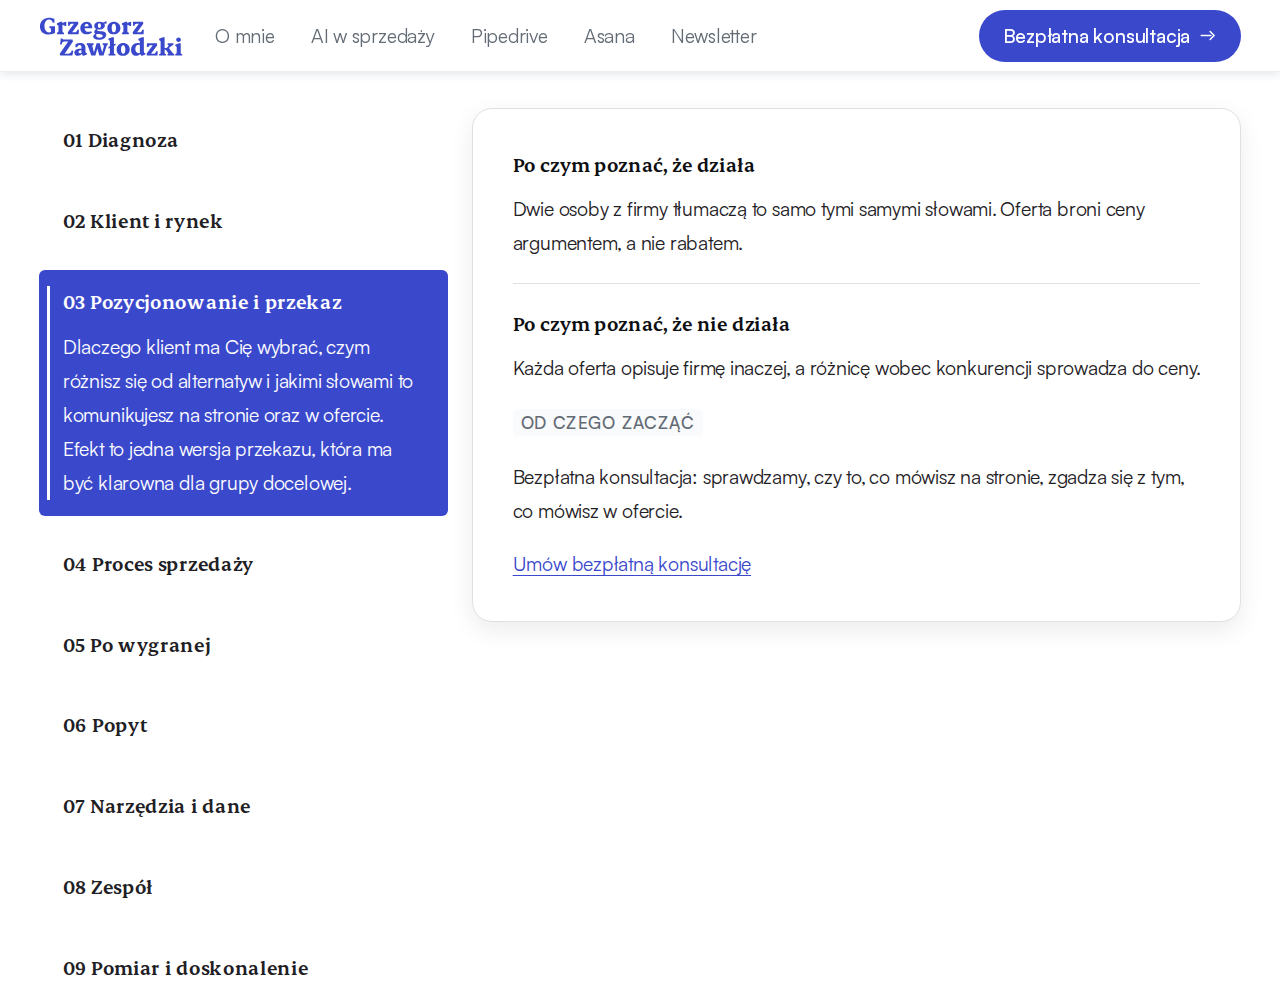 Grzegorz
Zawłodzki
O mnie
AI w sprzedaży
Pipedrive
Asana
Newsletter
Bezpłatna konsultacja →
01 Diagnoza
02 Klient i rynek
03 Pozycjonowanie i przekaz
Dlaczego klient ma Cię wybrać, czym
różnisz się od alternatyw i jakimi słowami to
komunikujesz na stronie oraz w ofercie.
Efekt to jedna wersja przekazu, która ma
być klarowna dla grupy docelowej.
04 Proces sprzedaży
05 Po wygranej
06 Popyt
07 Narzędzia i dane
08 Zespół
09 Pomiar i doskonalenie
Po czym poznać, że działa
Dwie osoby z firmy tłumaczą to samo tymi samymi słowami. Oferta broni ceny
argumentem, a nie rabatem.
Po czym poznać, że nie działa
Każda oferta opisuje firmę inaczej, a różnicę wobec konkurencji sprowadza do ceny.
OD CZEGO ZACZĄĆ
Bezpłatna konsultacja: sprawdzamy, czy to, co mówisz na stronie, zgadza się z tym,
co mówisz w ofercie.
Umów bezpłatną konsultację